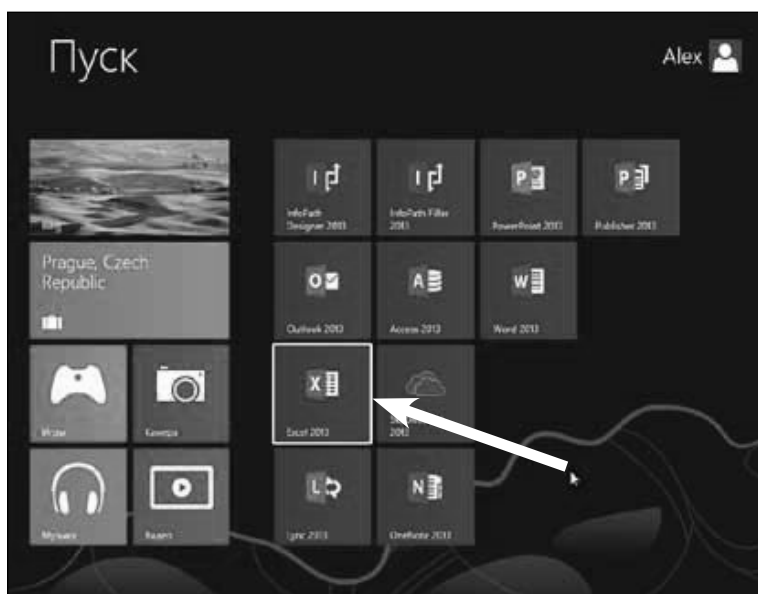 Пуск
Alex
Bing
InfoPath
Designer 2013
InfoPath Filler
2013
PowerPoint 2013
Publisher 2013
Prague, Czech
Republic
Outlook 2013
Access 2013
Word 2013
Игры
Камера
Excel 2013
2013
Музыка
Видео
Lync 2013
OneNote 2013